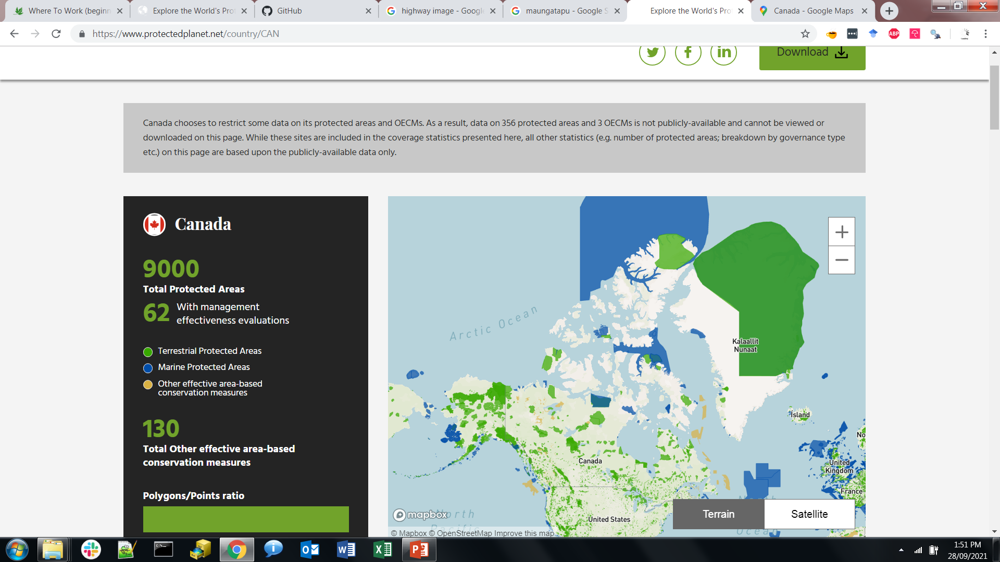 Where To Work (beginn
Explore the World's Prot
GitHub
highway image - Google
maungatapu - Google S
Explore the World's Pro
Canada - Google Maps
https://www.protectedplanet.net/country/CAN
ABP
Download
Canada chooses to restrict some data on its protected areas and OECMs. As a result, data on 356 protected areas and 3 OECMs is not publicly-available and cannot be viewed or
downloaded on this page. While these sites are included in the coverage statistics presented here, all other statistics (e.g. number of protected areas; breakdown by governance type
etc.) on this page are based upon the publicly-available data only.
Canada
9000
Total Protected Areas
62 With management
effectiveness evaluations
Terrestrial Protected Areas
Marine Protected Areas
Other effective area-based
conservation measures
130
Total Other effective area-based
conservation measures
Polygons/Points ratio
Arctic Ocean
Kalaallit
Nunaat
Ísland
No
United
Kingdom
France
Canada
United States
North
Pacific
North
Ocean
mapbox
Terrain
Satellite
© Mapbox © OpenStreetMap Improve this map
1:51 PM
28/09/2021